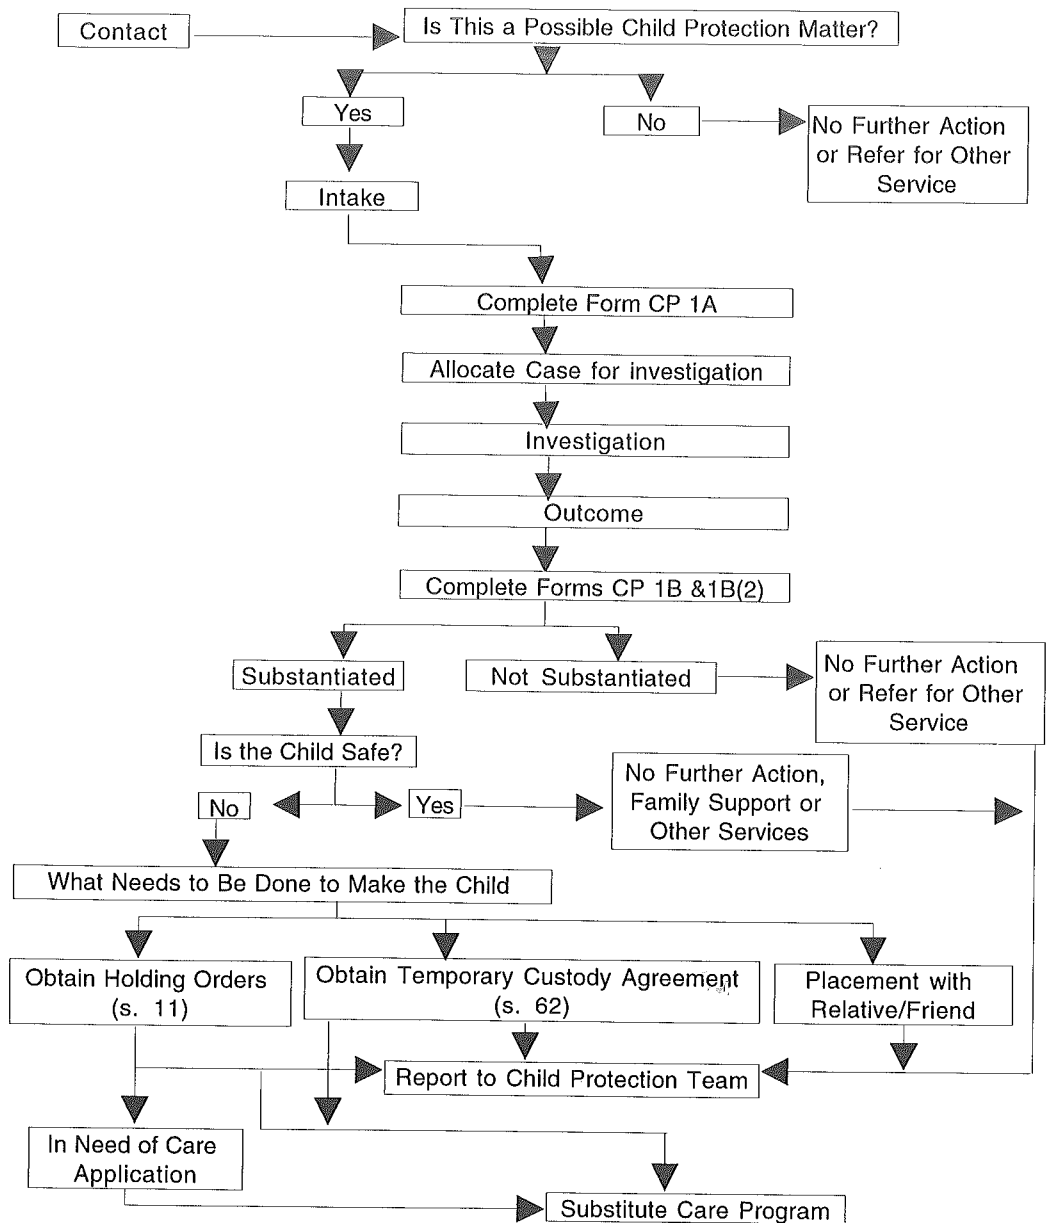 Contact
Is This a Possible Child Protection Matter?
Yes
No
No Further Action
or Refer for Other
Service
Intake
Complete Form CP 1A
Allocate Case for investigation
Investigation
Outcome
Complete Forms CP 1B &1B(2)
Substantiated
Not Substantiated
No Further Action
or Refer for Other
Service
Is the Child Safe?
No
Yes
No Further Action,
Family Support or
Other Services
What Needs to Be Done to Make the Child
Obtain Holding Orders
(s. 11)
Obtain Temporary Custody Agreement
(s. 62)
Placement with
Relative/Friend
Report to Child Protection Team
In Need of Care
Application
Substitute Care Program